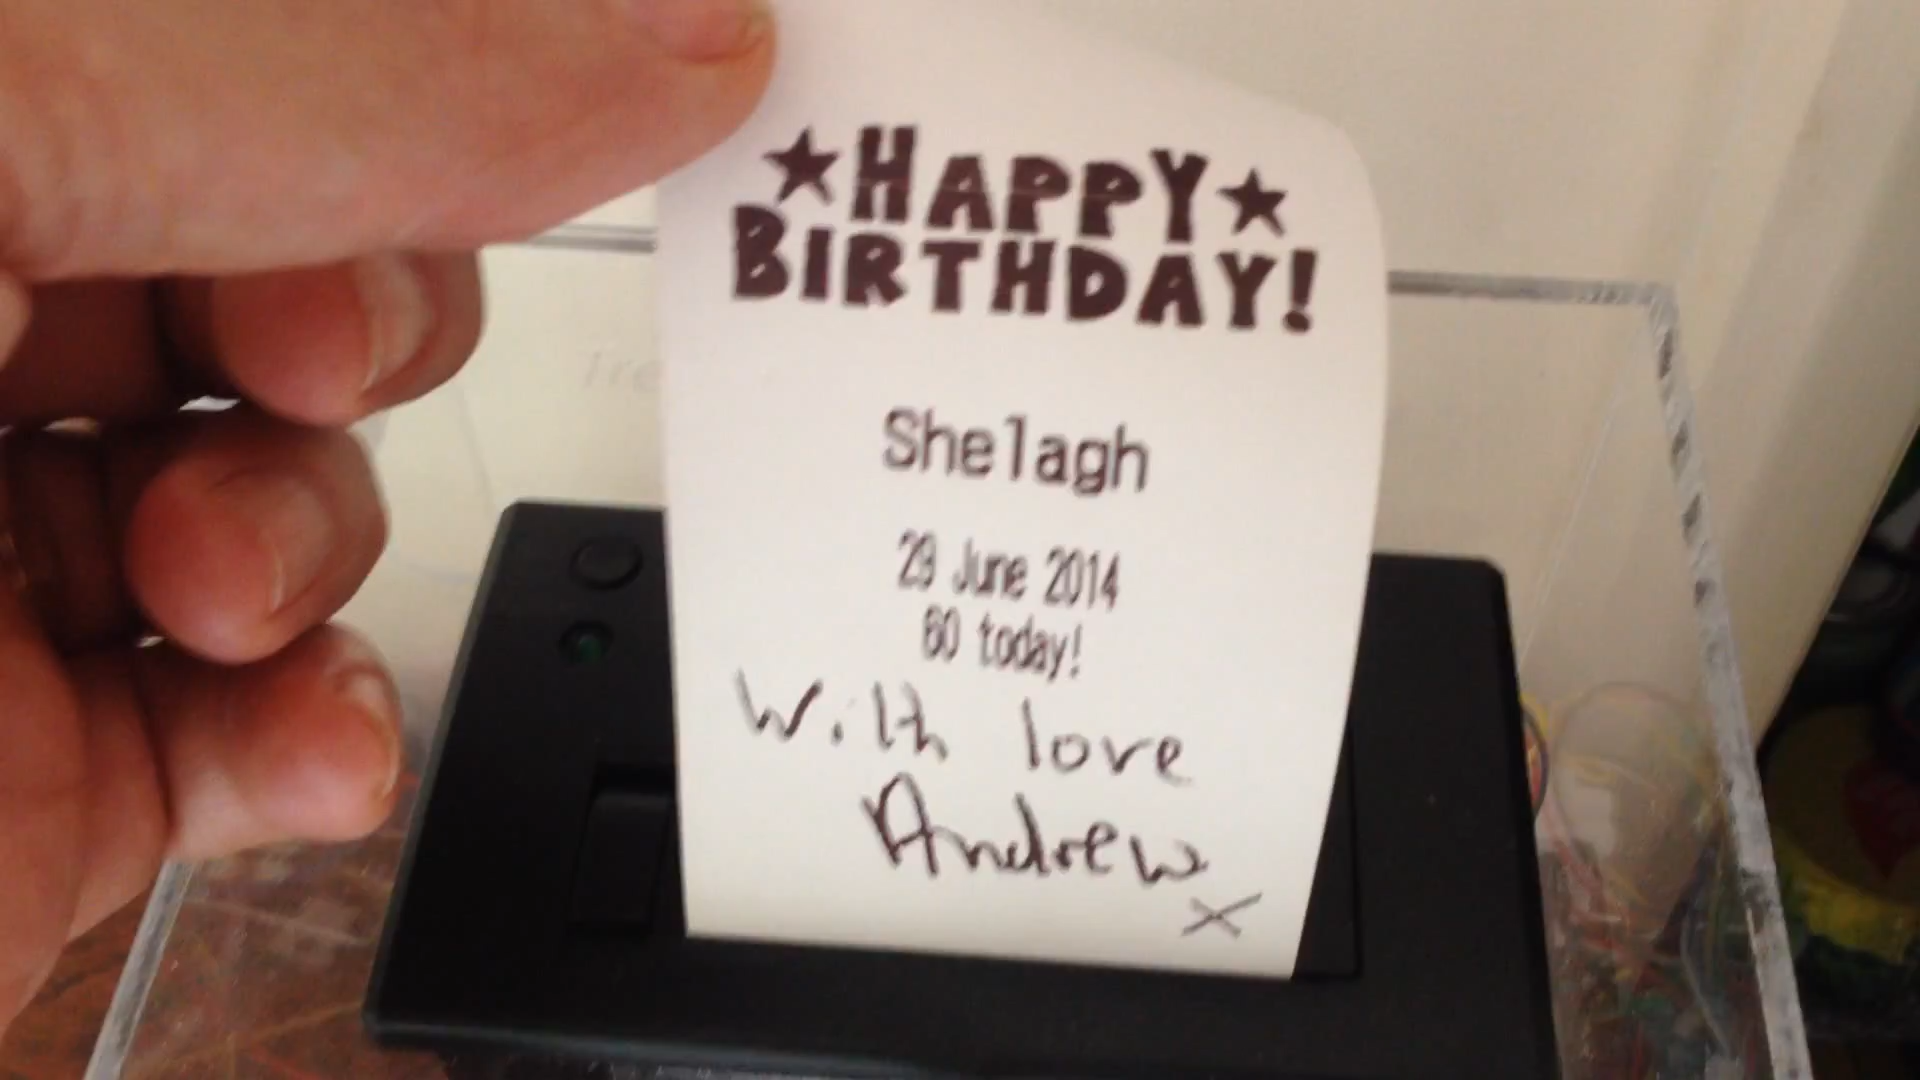 ★HAPPY★
BIRTHDAY!
Shelagh
29 June 2014
60 today!
With love
Andrew
x